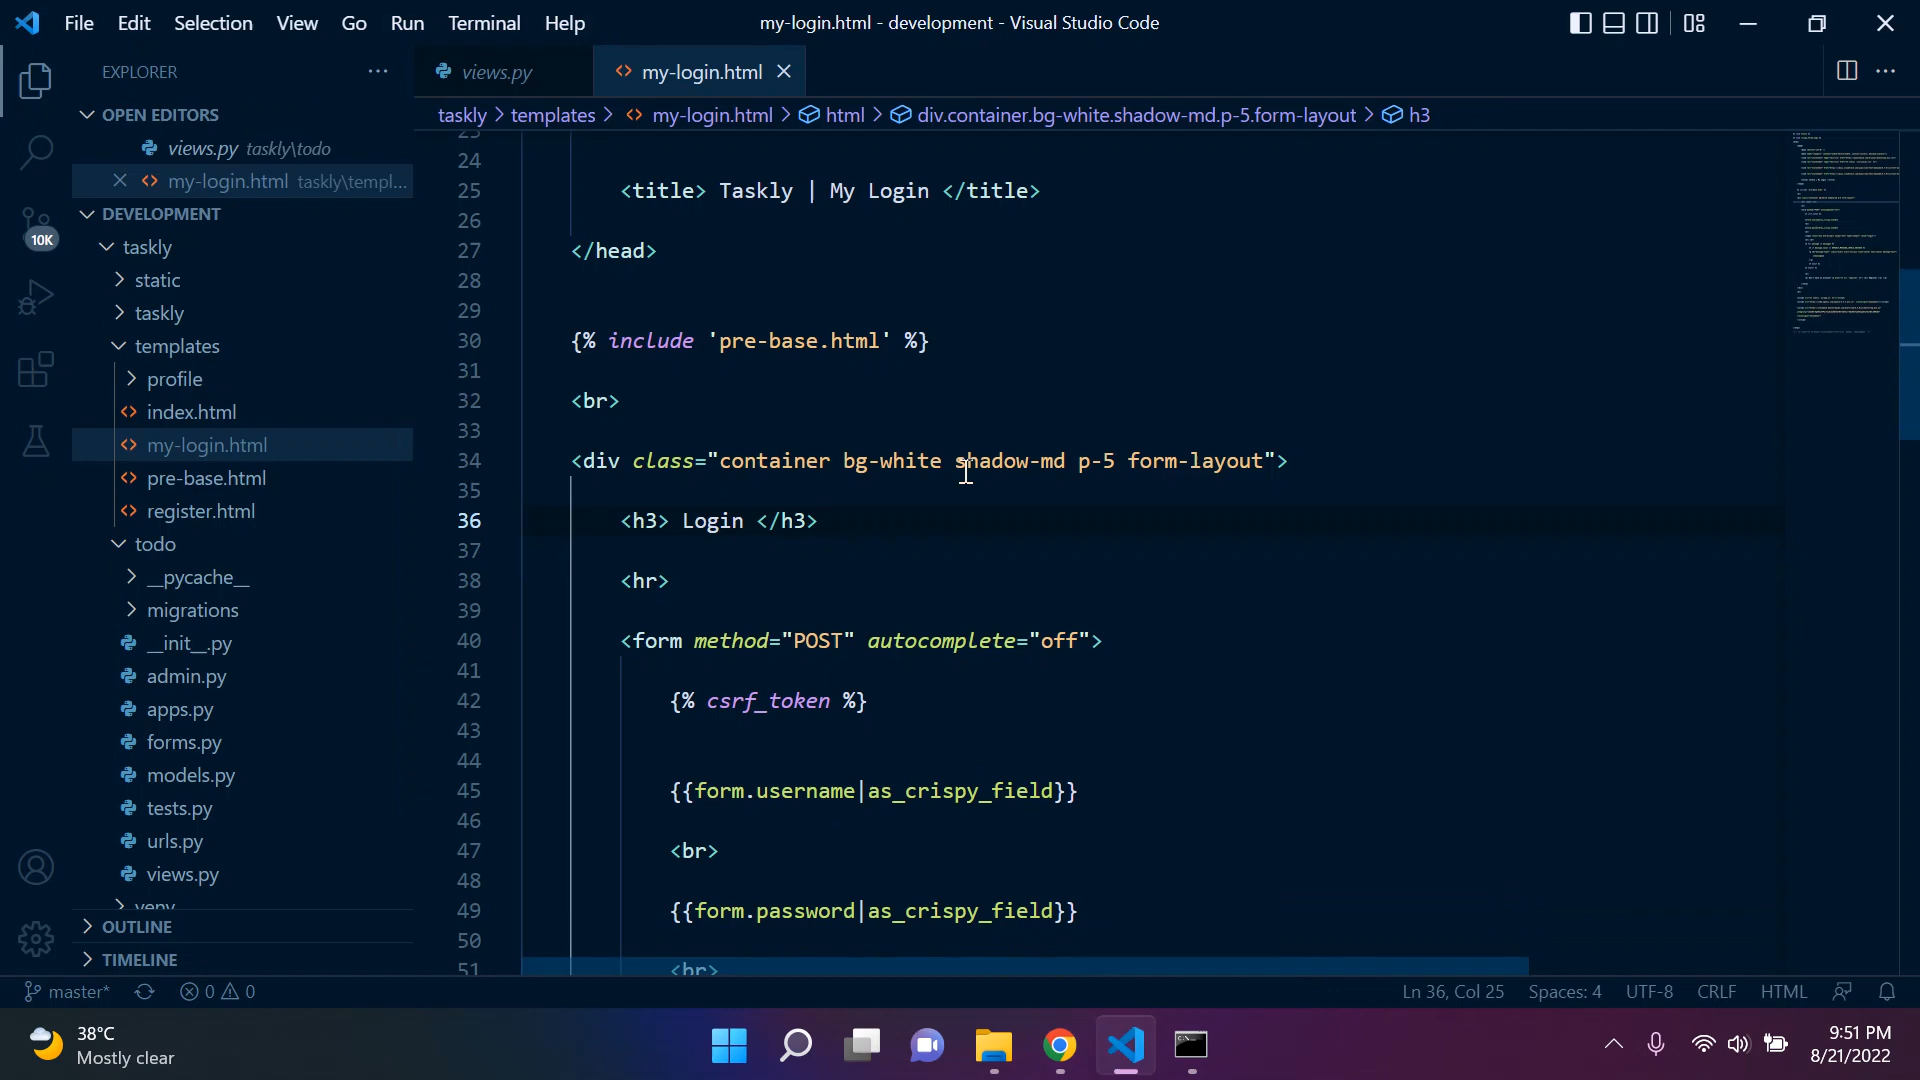 File Edit Selection View Go Run Terminal Help
my-login.html - development - Visual Studio Code
EXPLORER
views.py
my-login.html
OPEN EDITORS
views.py taskly\todo
my-login.html taskly\templ...
taskly > templates > my-login.html > html > div.container.bg-white.shadow-md.p-5.form-layout > h3
DEVELOPMENT
taskly
static
taskly
templates
profile
index.html
my-login.html
pre-base.html
register.html
todo
__pycache__
migrations
__init__.py
admin.py
apps.py
forms.py
models.py
tests.py
urls.py
views.py
venv
OUTLINE
TIMELINE
10K
23
24
25 <title> Taskly | My Login </title>
26
27 </head>
28
29
30 {% include 'pre-base.html' %}
31
32 <br>
33
34 <div class="container bg-white shadow-md p-5 form-layout">
35
36 <h3> Login </h3>
37
38 <hr>
39
40 <form method="POST" autocomplete="off">
41
42 {% csrf_token %}
43
44
45 {{form.username|as_crispy_field}}
46
47 <br>
48
49 {{form.password|as_crispy_field}}
50
51 <br>
master* 0 0
Ln 36, Col 25 Spaces: 4 UTF-8 CRLF HTML
38°C
Mostly clear
9:51 PM
8/21/2022